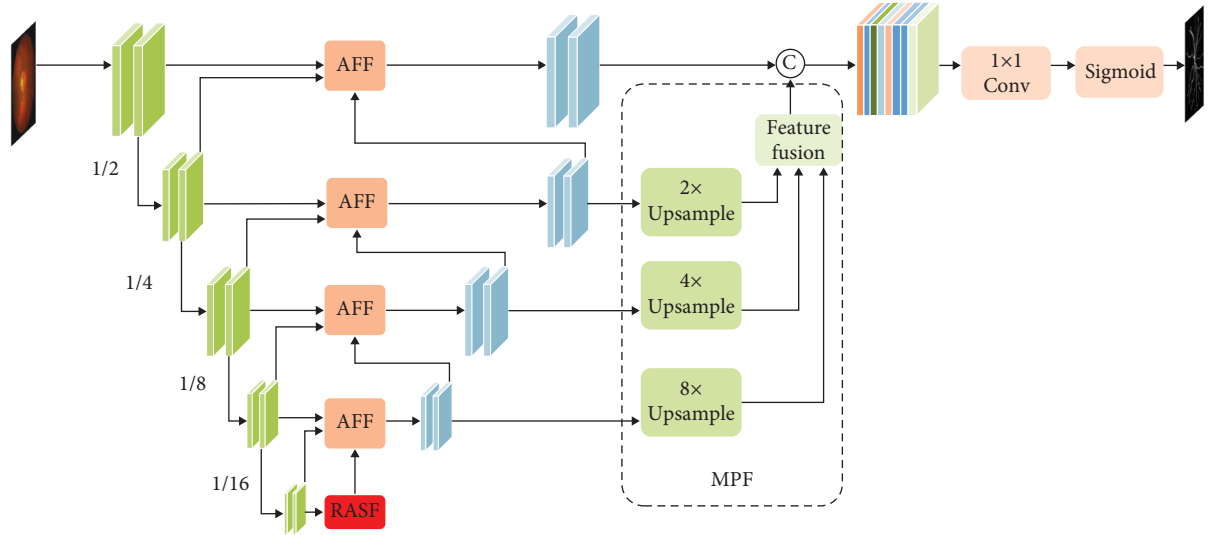 AFF
C
1×1
Conv
Sigmoid
Feature
fusion
1/2
AFF
2×
Upsample
1/4
AFF
4×
Upsample
1/8
AFF
8×
Upsample
1/16
RASF
MPF